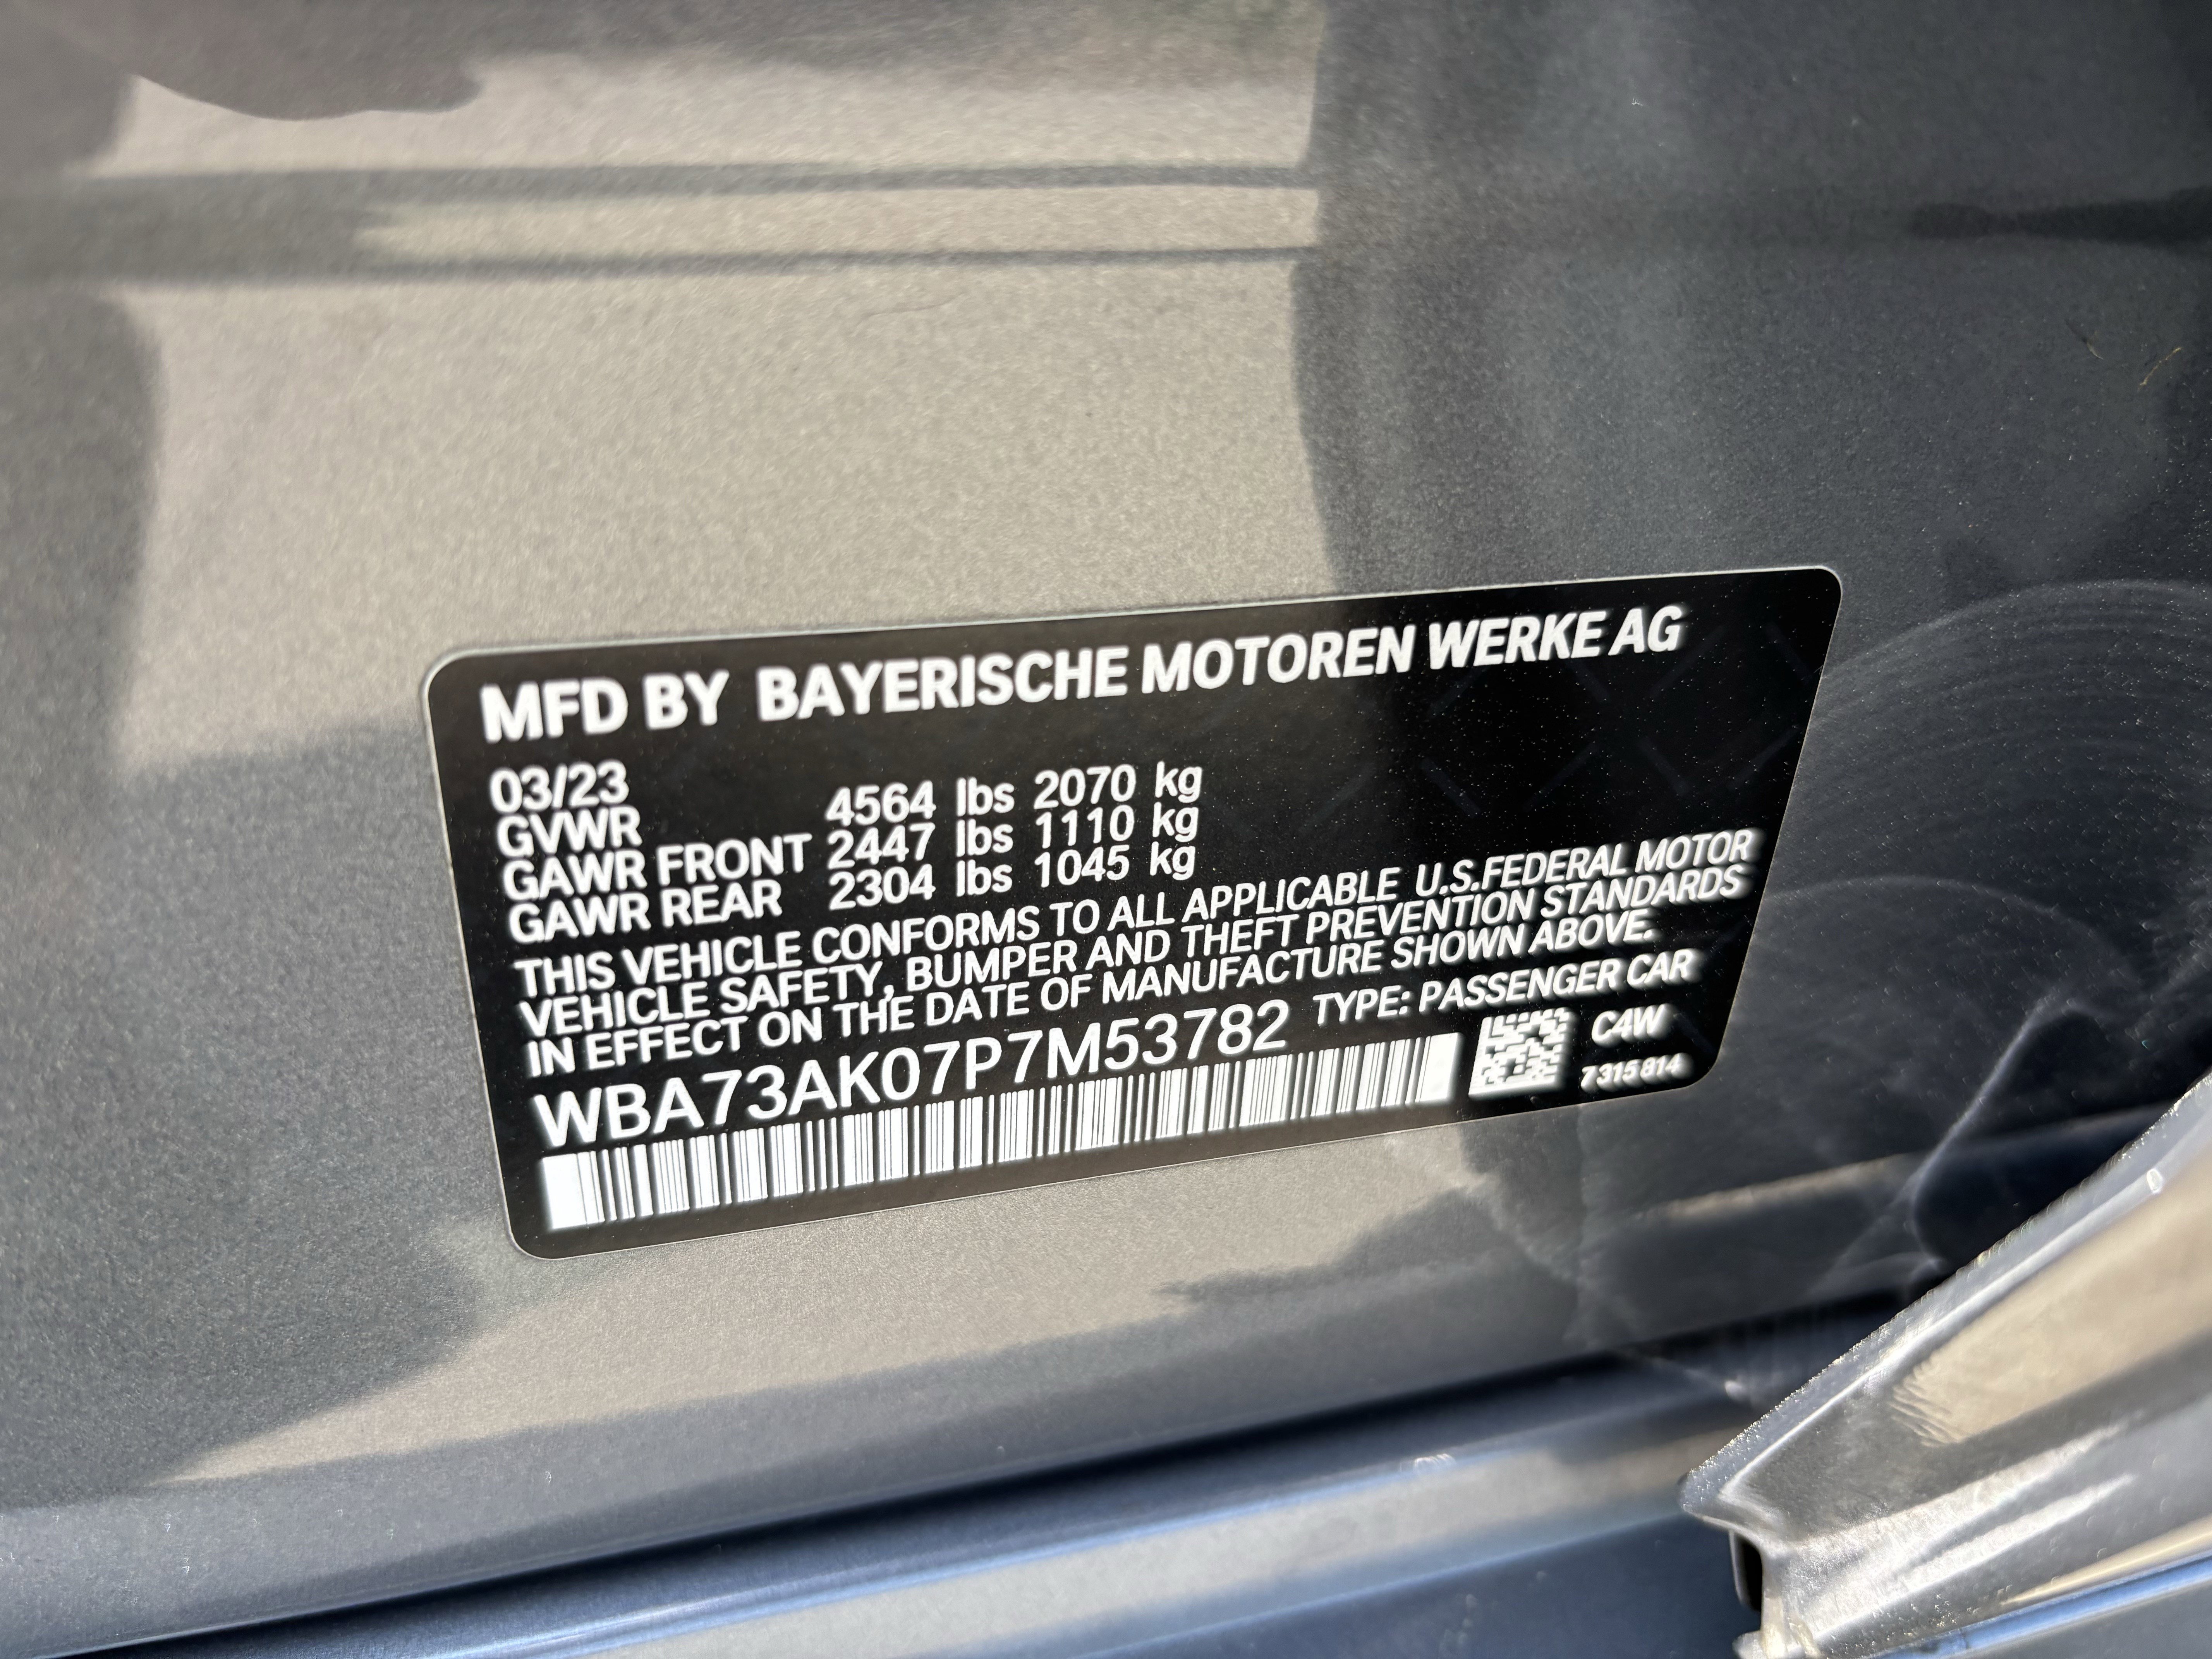 MFD BY BAYERISCHE MOTOREN WERKE AG
03/23
GVWR 4564 lbs 2070 kg
GAWR FRONT 2447 lbs 1110 kg
GAWR REAR 2304 lbs 1045 kg
THIS VEHICLE CONFORMS TO ALL APPLICABLE U.S.FEDERAL MOTOR
VEHICLE SAFETY, BUMPER AND THEFT PREVENTION STANDARDS
IN EFFECT ON THE DATE OF MANUFACTURE SHOWN ABOVE.
WBA73AK07P7M53782 TYPE: PASSENGER CAR
C4W
7 315 814